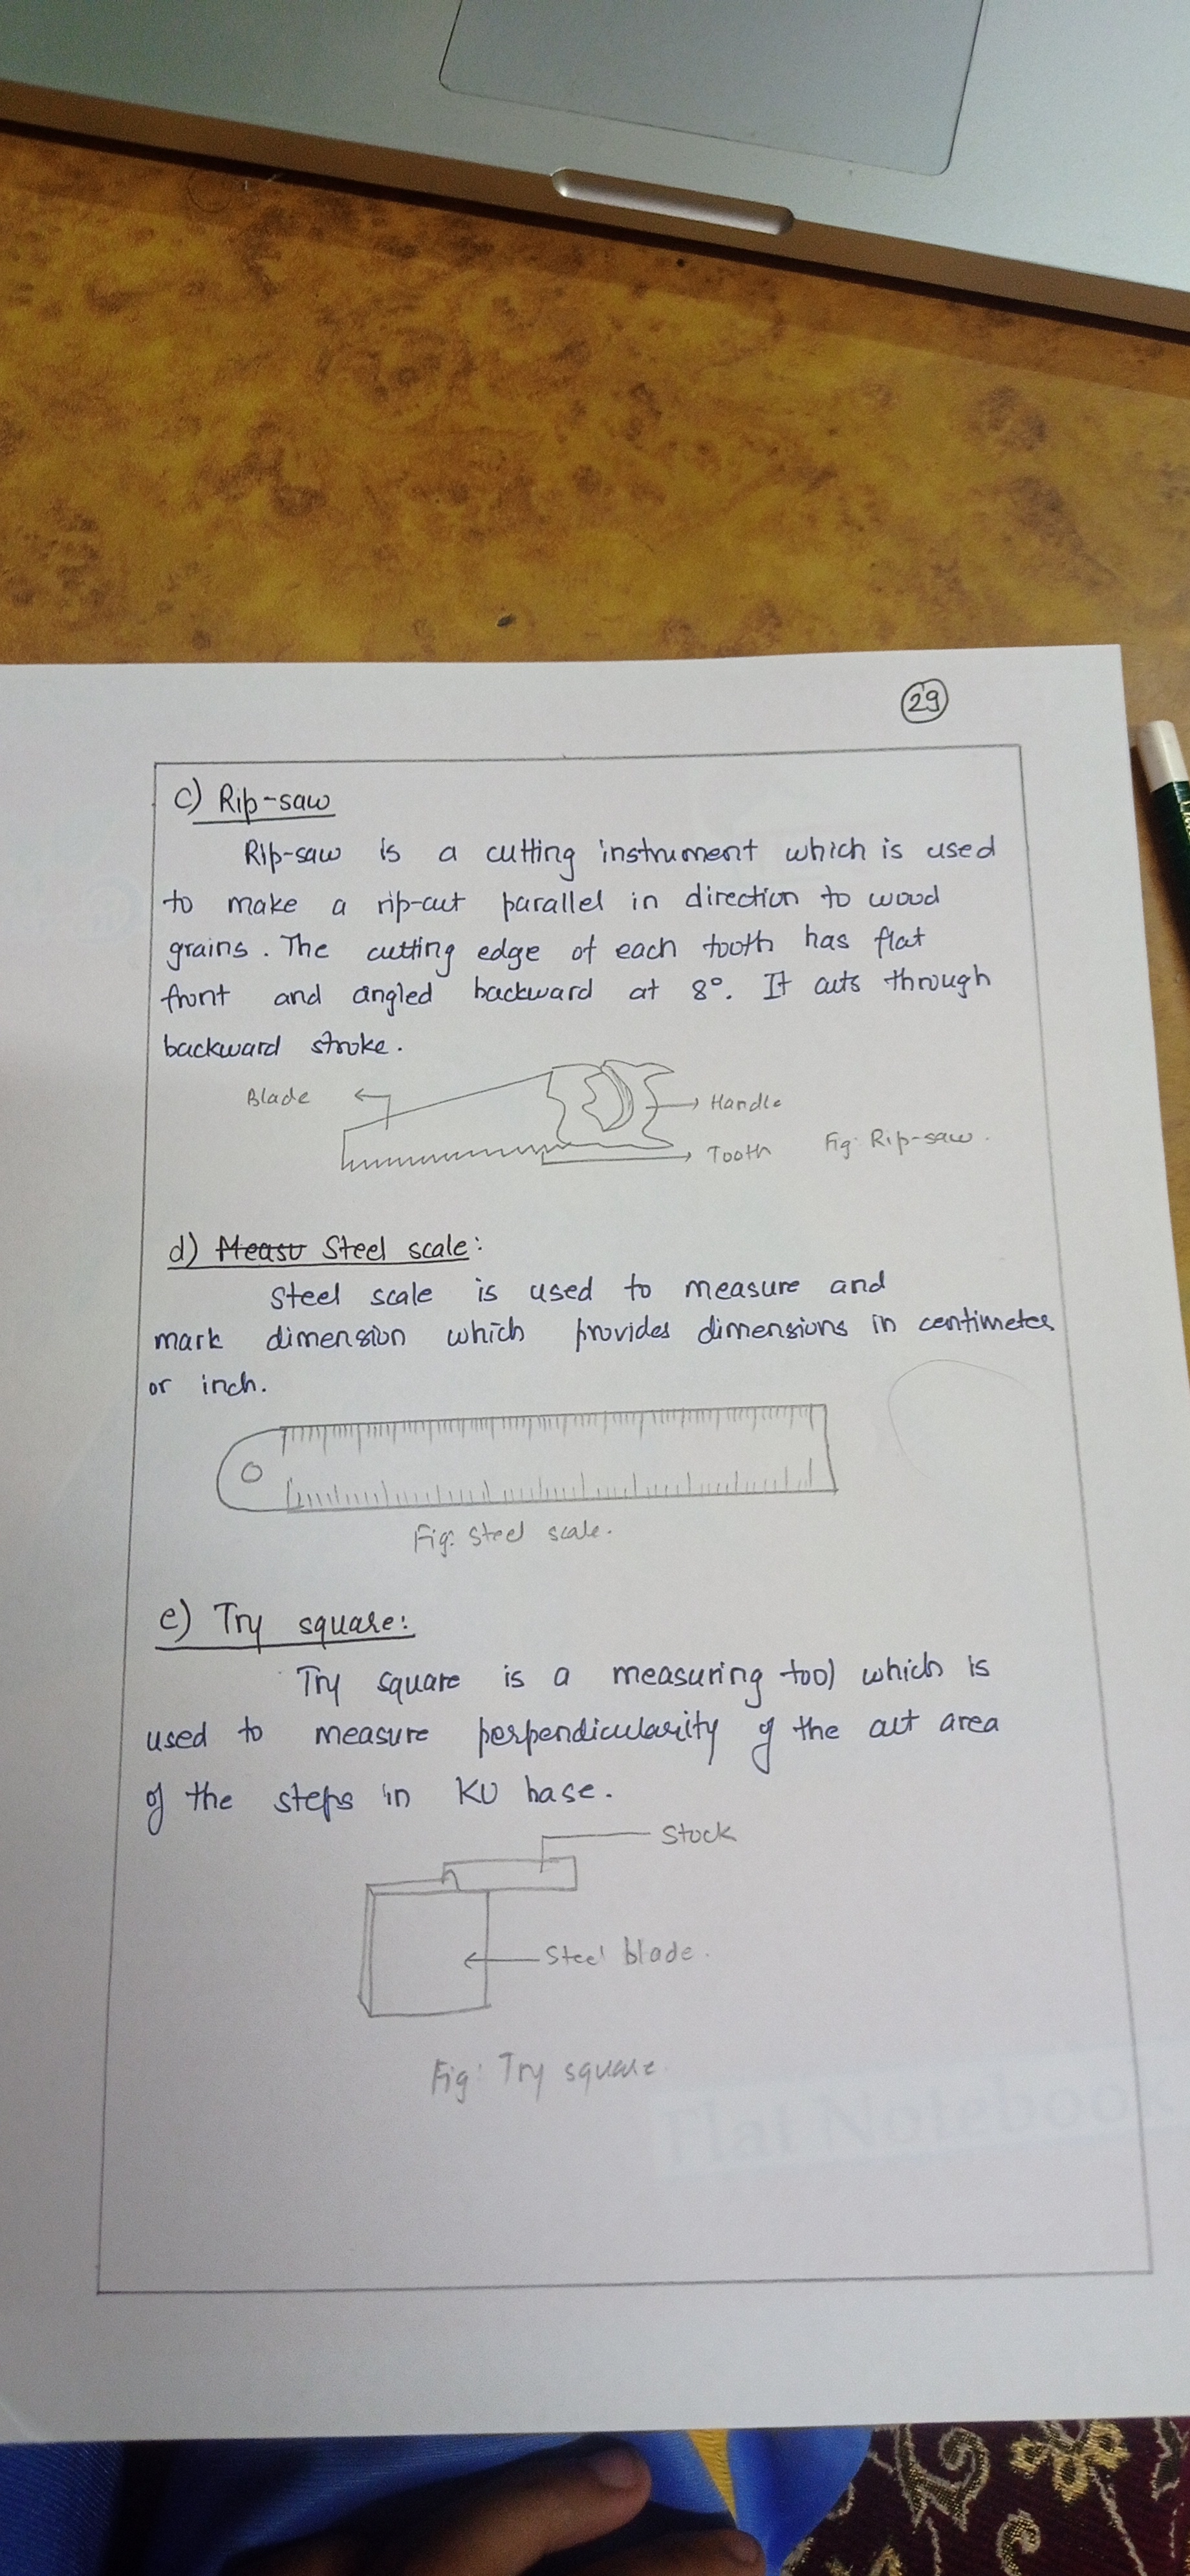 29
c) Rip-saw
Rip-saw is a cutting instrument which is used
to make a rip-cut parallel in direction to wood
grains. The cutting edge of each tooth has flat
front and angled backward at 8°. It cuts through
backward stroke.
Blade
Handle
Tooth
Fig: Rip-saw.
d) Measu Steel scale:
Steel scale is used to measure and
mark dimension which provides dimensions in centimeter
or inch.
Fig: Steel scale.
e) Try square:
Try square is a measuring tool which is
used to measure perpendicularity of the cut area
of the steps in KU base.
Stock
Steel blade.
Fig: Try square
Flat Notebook